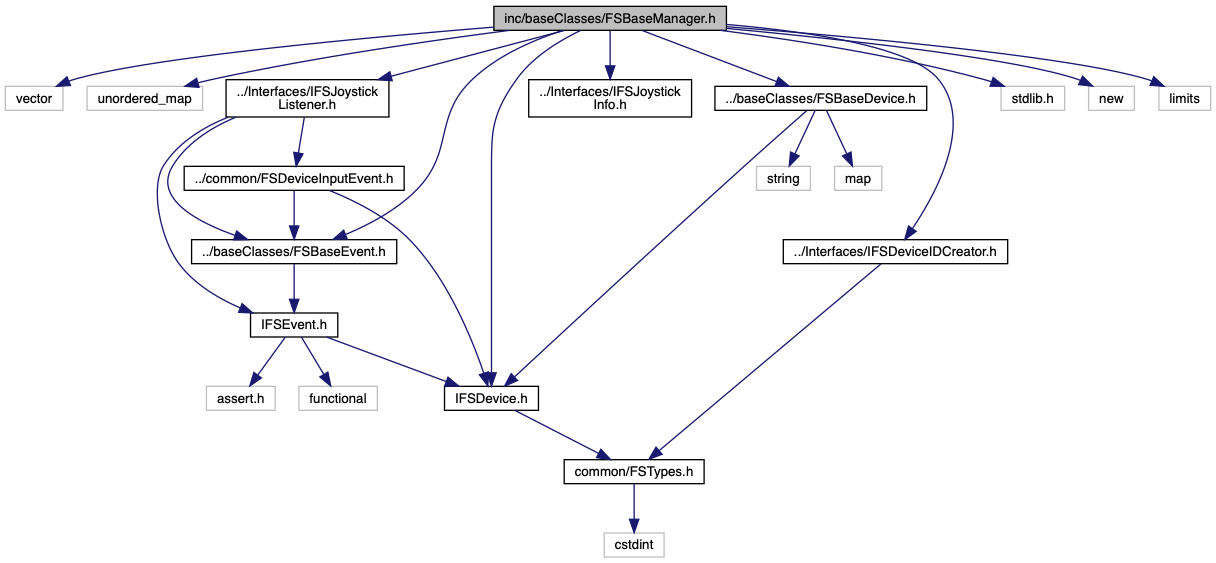 inc/baseClasses/FSBaseManager.h
vector
unordered_map
../Interfaces/IFSJoystick
Listener.h
../Interfaces/IFSJoystick
Info.h
../baseClasses/FSBaseDevice.h
stdlib.h
new
limits
../common/FSDeviceInputEvent.h
string
map
../baseClasses/FSBaseEvent.h
../Interfaces/IFSDeviceIDCreator.h
IFSEvent.h
assert.h
functional
IFSDevice.h
common/FSTypes.h
cstdint